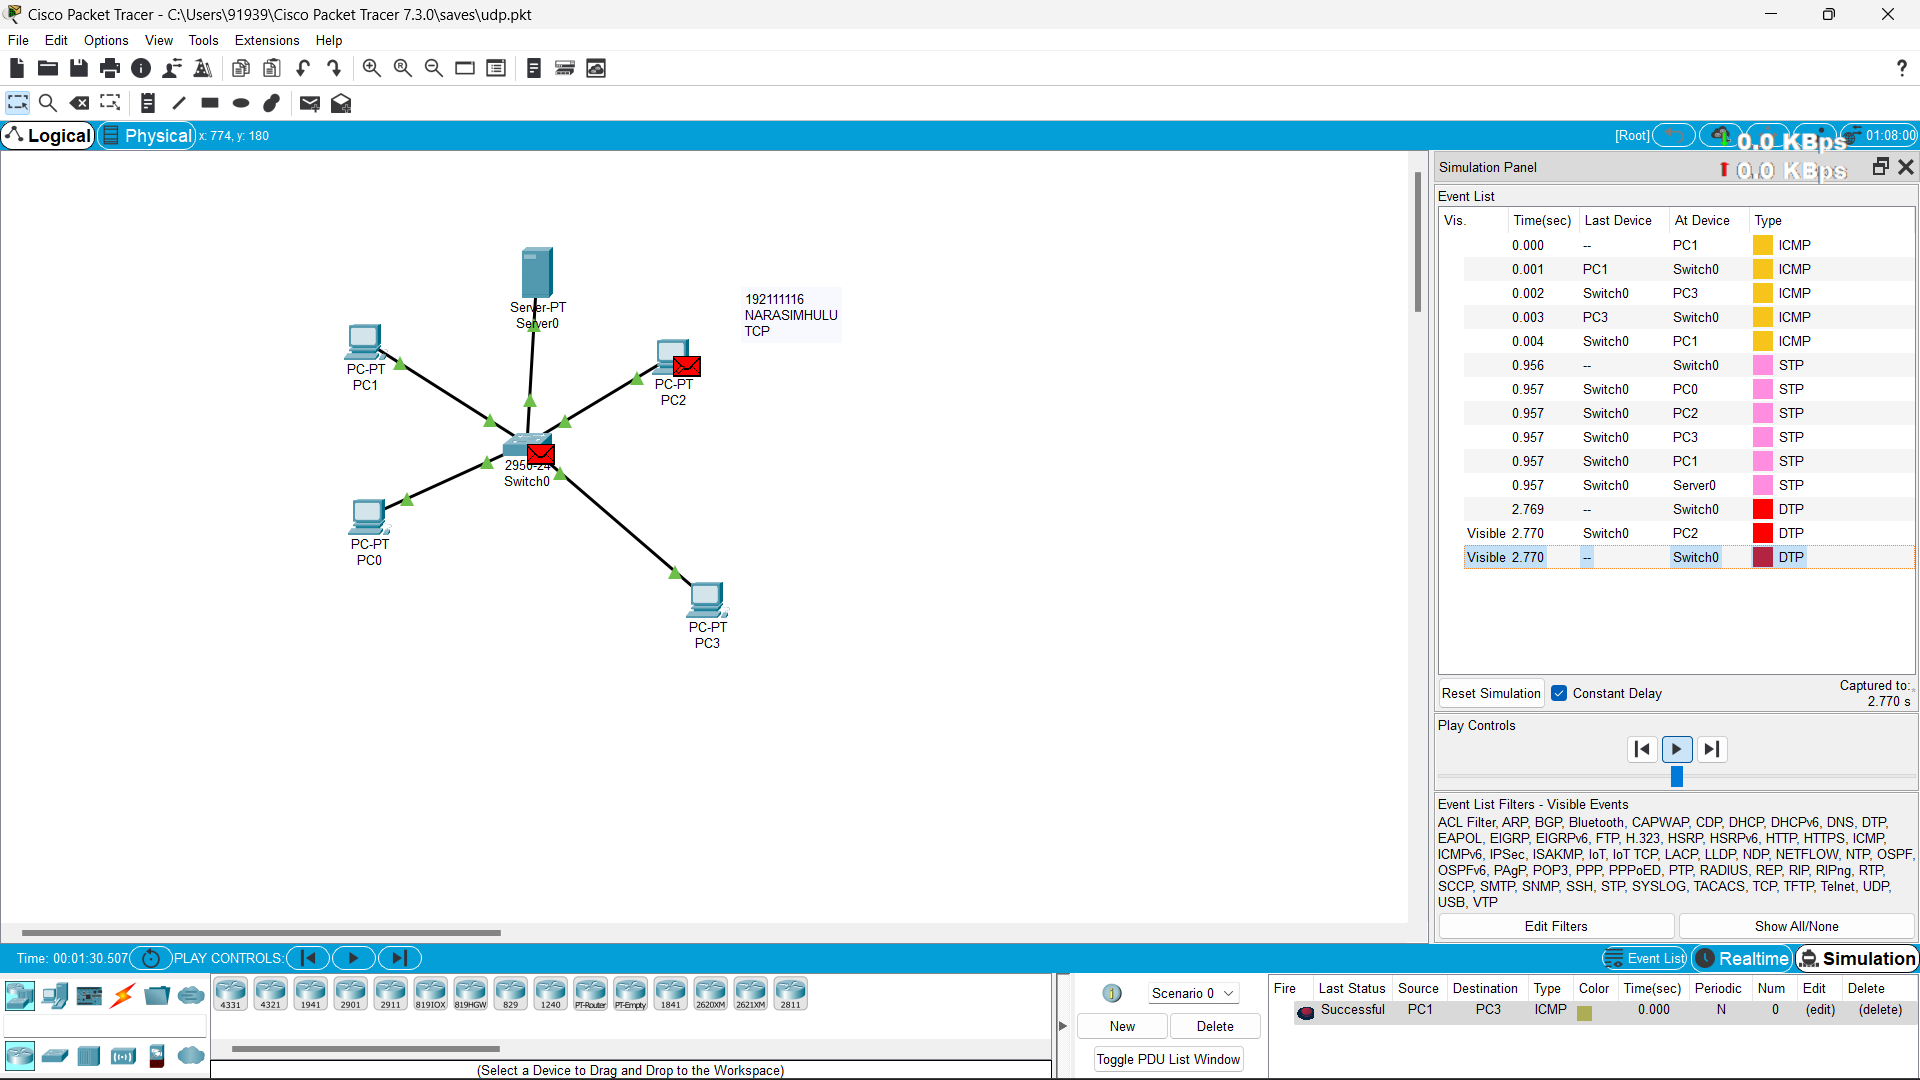 Cisco Packet Tracer - C:\Users\91939\Cisco Packet Tracer 7.3.0\saves\udp.pkt
File Edit Options View Tools Extensions Help
?
Logical Physical x: 774, y: 180
[Root] 01:08:00
0.0 KBps
0.0 KBps
Server-PT
Server0
192111116
NARASIMHULU
TCP
PC-PT
PC1
PC-PT
PC2
2950-24
Switch0
PC-PT
PC0
PC-PT
PC3
Simulation Panel
Event List
Vis. Time(sec) Last Device At Device Type
0.000 -- PC1 ICMP
0.001 PC1 Switch0 ICMP
0.002 Switch0 PC3 ICMP
0.003 PC3 Switch0 ICMP
0.004 Switch0 PC1 ICMP
0.956 -- Switch0 STP
0.957 Switch0 PC0 STP
0.957 Switch0 PC2 STP
0.957 Switch0 PC3 STP
0.957 Switch0 PC1 STP
0.957 Switch0 Server0 STP
2.769 -- Switch0 DTP
Visible 2.770 Switch0 PC2 DTP
Visible 2.770 -- Switch0 DTP
Reset Simulation Constant Delay Captured to:
2.770 s
Play Controls
Event List Filters - Visible Events
ACL Filter, ARP, BGP, Bluetooth, CAPWAP, CDP, DHCP, DHCPv6, DNS, DTP,
EAPOL, EIGRP, EIGRPv6, FTP, H.323, HSRP, HSRPv6, HTTP, HTTPS, ICMP,
ICMPv6, IPSec, ISAKMP, IoT, IoT TCP, LACP, LLDP, NDP, NETFLOW, NTP, OSPF,
OSPFv6, PAgP, POP3, PPP, PPPoED, PTP, RADIUS, REP, RIP, RIPng, RTP,
SCCP, SMTP, SNMP, SSH, STP, SYSLOG, TACACS, TCP, TFTP, Telnet, UDP,
USB, VTP
Edit Filters Show All/None
Time: 00:01:30.507 PLAY CONTROLS: Event List Realtime Simulation
4331 4321 1941 2901 2911 819IOX 819HGW 829 1240 PT-Router PT-Empty 1841 2620XM 2621XM 2811
(Select a Device to Drag and Drop to the Workspace)
Scenario 0
New Delete
Toggle PDU List Window
Fire Last Status Source Destination Type Color Time(sec) Periodic Num Edit Delete
Successful PC1 PC3 ICMP 0.000 N 0 (edit) (delete)